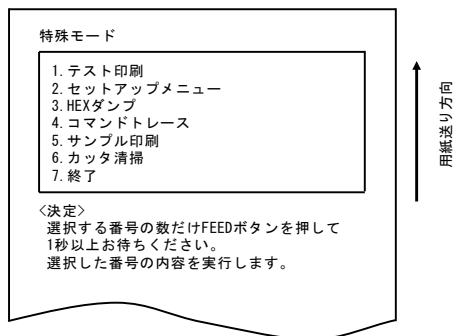 特殊モード
1.テスト印刷
2.セットアップメニュー
3.HEXダンプ
4.コマンドトレース
5.サンプル印刷
6.カッタ清掃
7.終了
<決定>
選択する番号の数だけFEEDボタンを押して
1秒以上お待ちください。
選択した番号の内容を実行します。
用紙送り方向